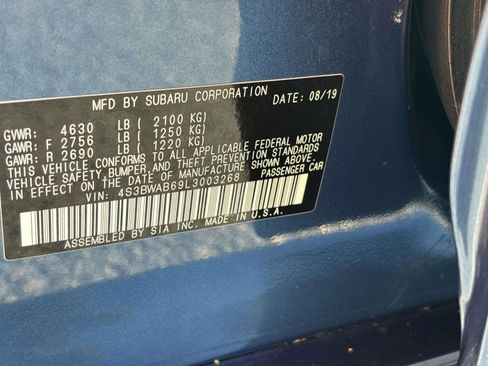 MFD BY SUBARU CORPORATION DATE: 08/19
GVWR: 4630 LB ( 2100 KG)
GAWR: F 2756 LB ( 1250 KG)
GAWR: R 2690 LB ( 1220 KG)
THIS VEHICLE CONFORMS TO ALL APPLICABLE FEDERAL MOTOR
VEHICLE SAFETY, BUMPER AND THEFT PREVENTION STANDARDS
IN EFFECT ON THE DATE OF MANUFACTURE SHOWN ABOVE.
VIN: 4S3BWAB69L3003268 PASSENGER CAR
ASSEMBLED BY SIA INC. MADE IN U.S.A.